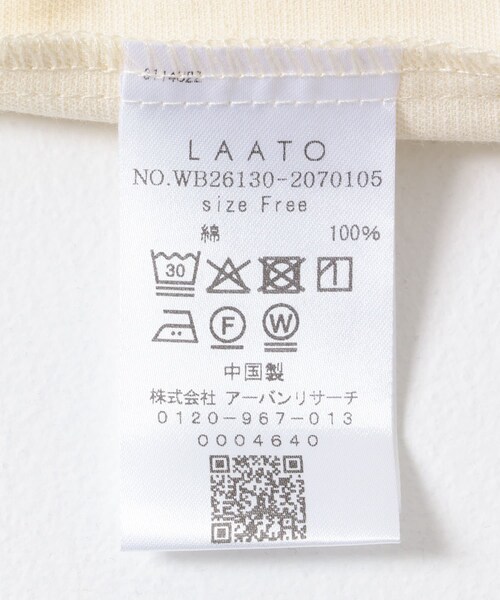 LAATO
NO.WB26130-2070105
size Free
綿 100%
30
F W
中国製
株式会社 アーバンリサーチ
0120-967-013
0004640